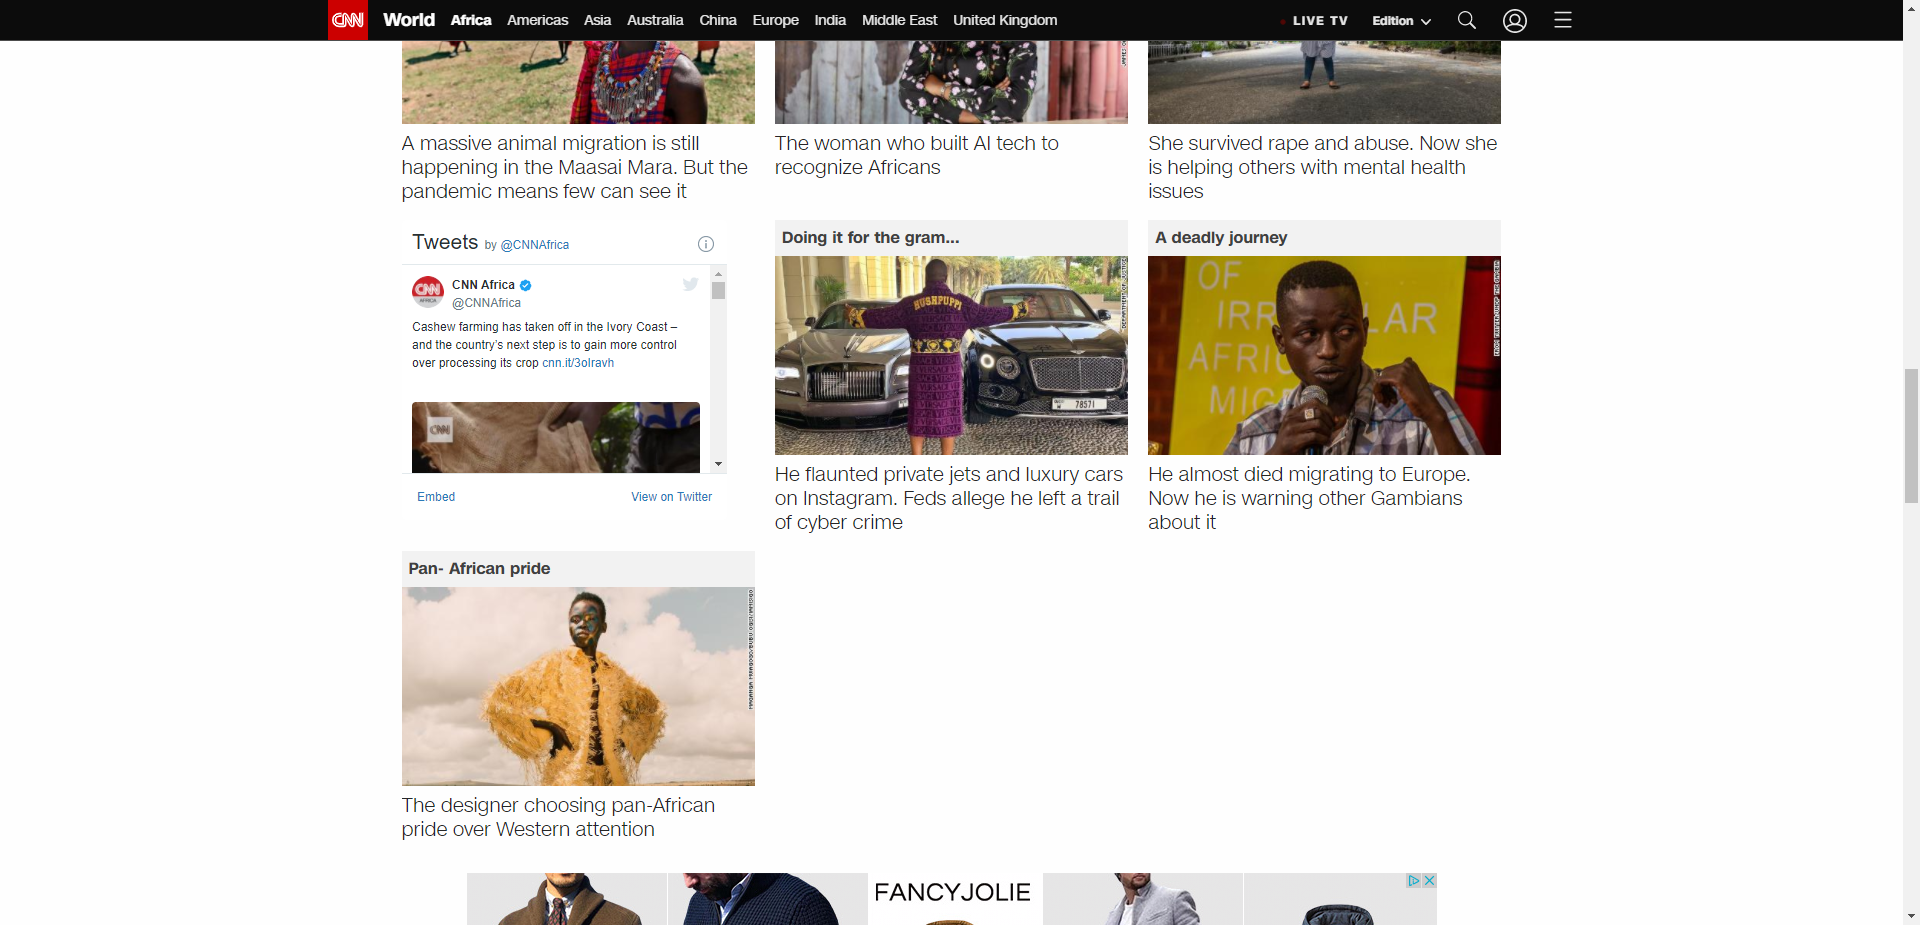 CNN World Africa Americas Asia Australia China Europe India Middle East United Kingdom LIVE TV Edition
A massive animal migration is still
happening in the Maasai Mara. But the
pandemic means few can see it
The woman who built AI tech to
recognize Africans
She survived rape and abuse. Now she
is helping others with mental health
issues
Tweets by @CNNAfrica
CNN Africa
@CNNAfrica
Cashew farming has taken off in the Ivory Coast –
and the country's next step is to gain more control
over processing its crop cnn.it/3olravh
CNN
Embed View on Twitter
Doing it for the gram...
HUSHPUPPI
78571
DEPARTMENT OF JUSTICE
He flaunted private jets and luxury cars
on Instagram. Feds allege he left a trail
of cyber crime
A deadly journey
OF
IRR LAR
AFRI
MIG
He almost died migrating to Europe.
Now he is warning other Gambians
about it
Pan- African pride
The designer choosing pan-African
pride over Western attention
FANCYJOLIE